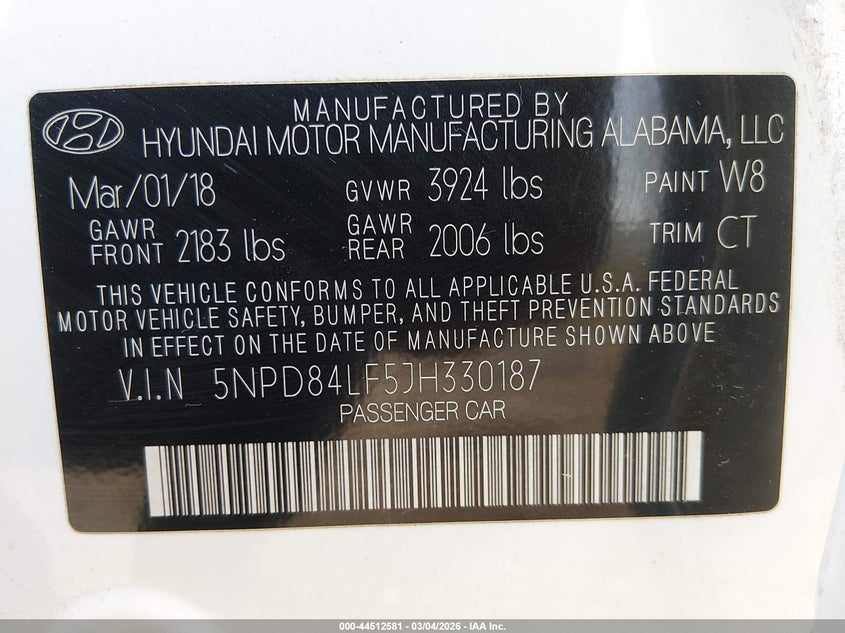 MANUFACTURED BY
HYUNDAI MOTOR MANUFACTURING ALABAMA, LLC
Mar/01/18 GVWR 3924 lbs PAINT W8
GAWR FRONT 2183 lbs GAWR REAR 2006 lbs TRIM CT
THIS VEHICLE CONFORMS TO ALL APPLICABLE U.S.A. FEDERAL
MOTOR VEHICLE SAFETY, BUMPER, AND THEFT PREVENTION STANDARDS
IN EFFECT ON THE DATE OF MANUFACTURE SHOWN ABOVE
V.I.N 5NPD84LF5JH330187
PASSENGER CAR
000-44512581 - 03/04/2026 - IAA Inc.